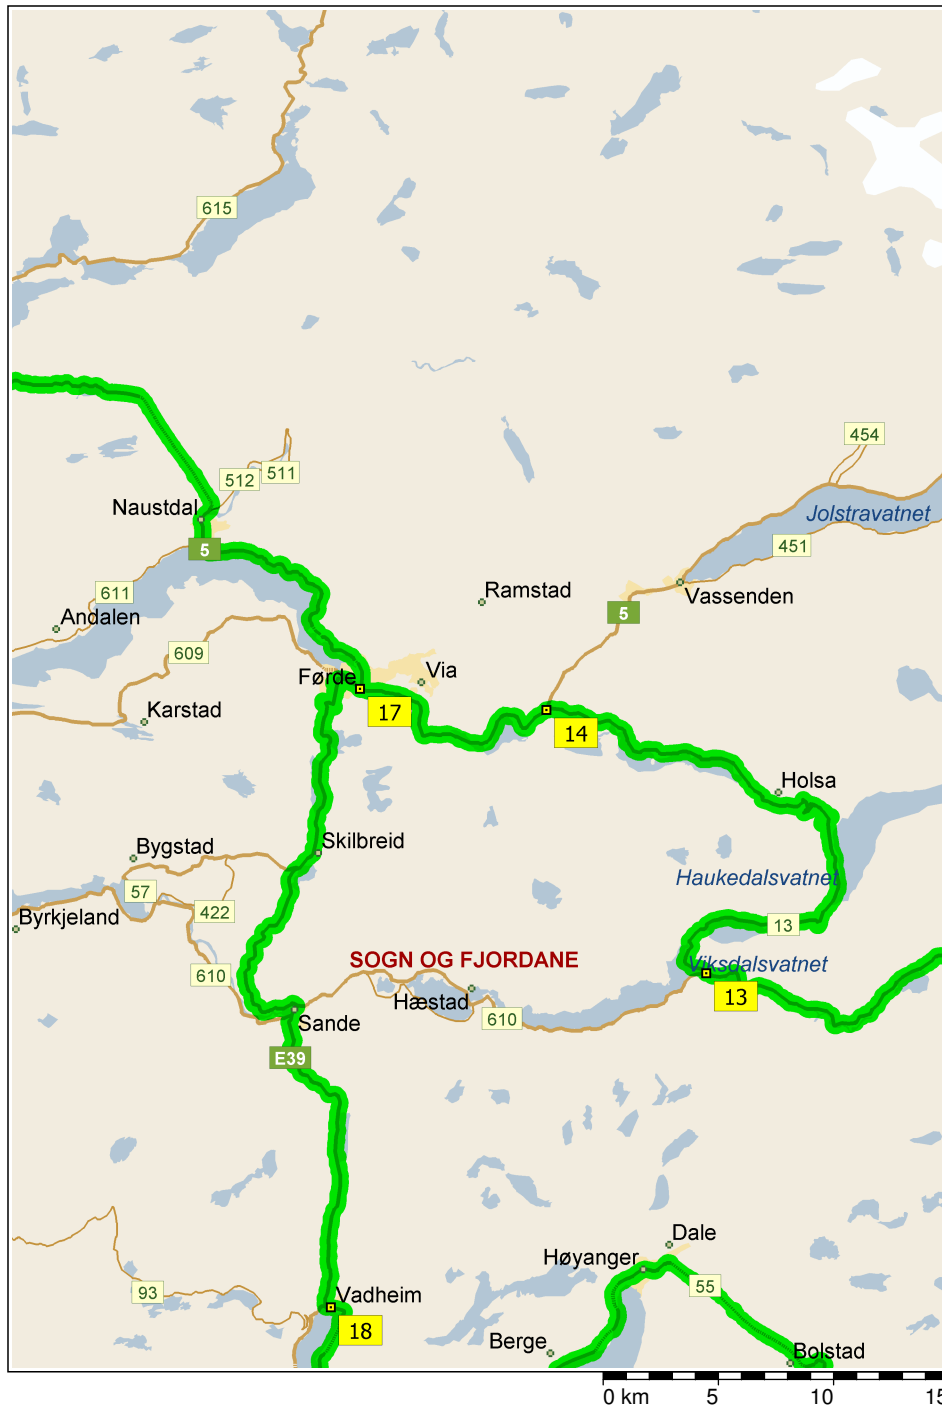 615
454
512
511
Naustdal
Jolstravatnet
5
451
Ramstad
611
Vassenden
5
Andalen
609
Via
Førde
Karstad
17
14
Holsa
Skilbreid
Bygstad
Haukedalsvatnet
57
422
Byrkjeland
13
SOGN OG FJORDANE
Viksdalsvatnet
610
13
Hæstad
610
Sande
E39
Dale
Høyanger
55
93
Vadheim
18
Berge
Bolstad
0 km 5 10 15